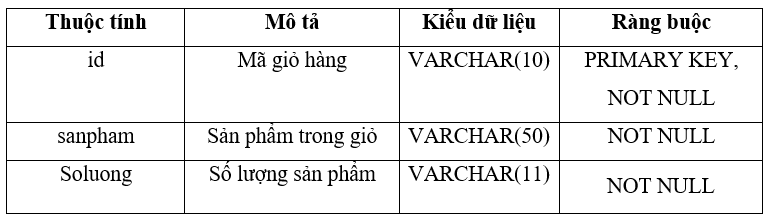 Thuộc tính Mô tả Kiểu dữ liệu Ràng buộc
id Mã giỏ hàng VARCHAR(10) PRIMARY KEY,
NOT NULL
sanpham Sản phẩm trong giỏ VARCHAR(50) NOT NULL
Soluong Số lượng sản phẩm VARCHAR(11) NOT NULL